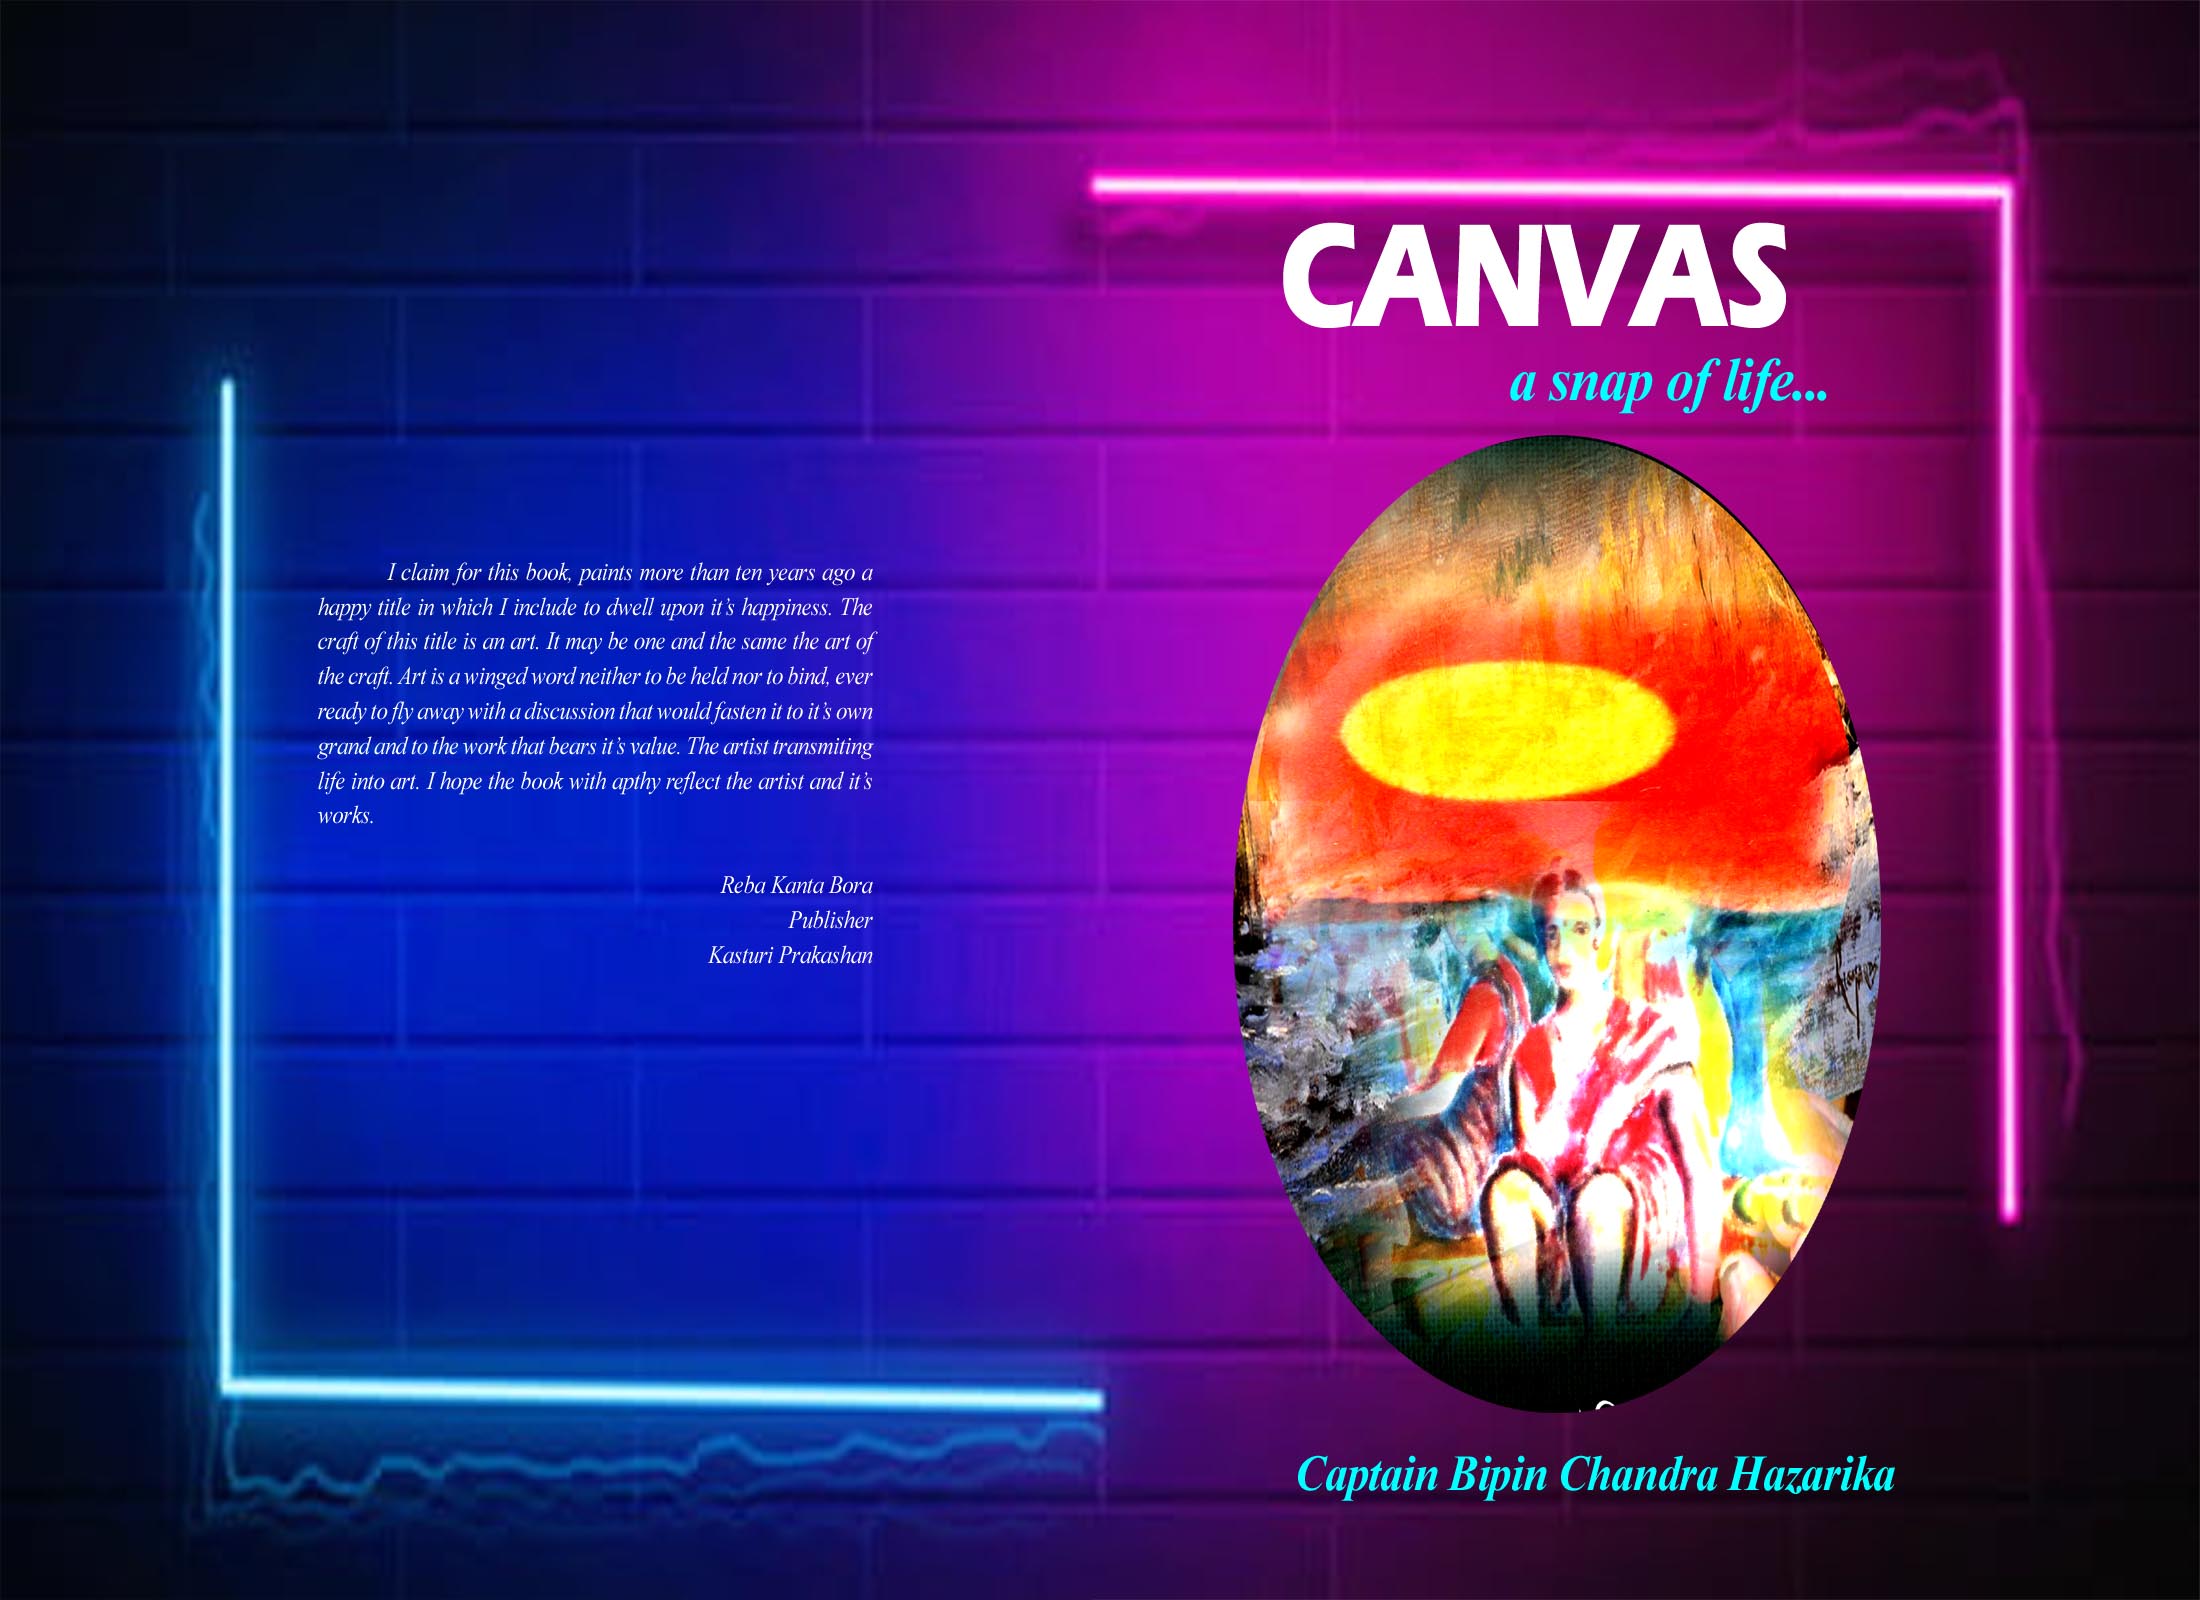 CANVAS
a snap of life...
I claim for this book, paints more than ten years ago a
happy title in which I include to dwell upon it's happiness. The
craft of this title is an art. It may be one and the same the art of
the craft. Art is a winged word neither to be held nor to bind, ever
ready to fly away with a discussion that would fasten it to it's own
grand and to the work that bears it's value. The artist transmiting
life into art. I hope the book with apthy reflect the artist and it's
works.
Reba Kanta Bora
Publisher
Kasturi Prakashan
Captain Bipin Chandra Hazarika